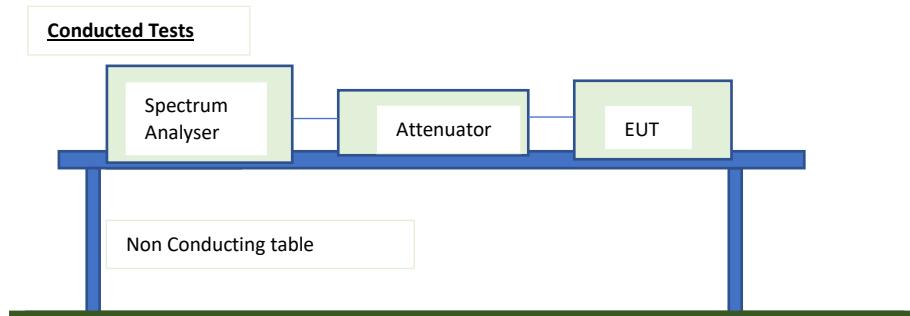 Conducted Tests
Spectrum
Analyser
Attenuator
EUT
Non Conducting table